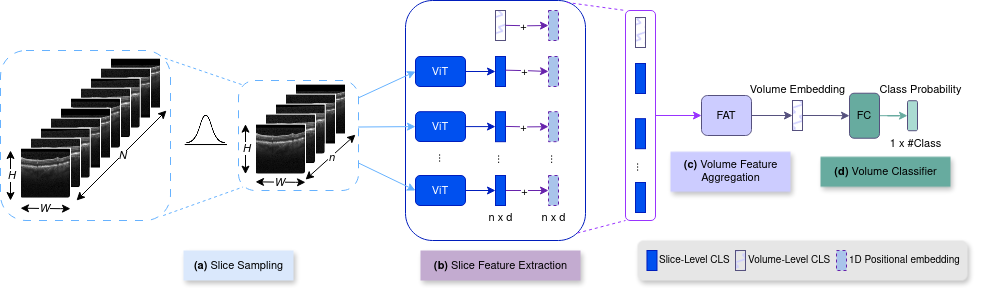 H
W
N
H
W
n
(a) Slice Sampling
ViT
ViT
ViT
+
+
+
+
n x d
n x d
(b) Slice Feature Extraction
FAT
Volume Embedding
(c) Volume Feature
Aggregation
FC
Class Probability
1 x #Class
(d) Volume Classifier
Slice-Level CLS
Volume-Level CLS
1D Positional embedding